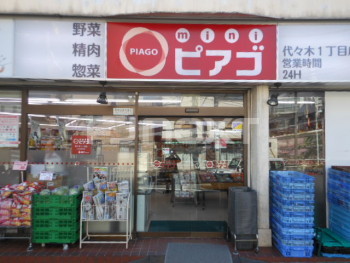 野菜
精肉
惣菜
PIAGO
mini
ピアゴ
代々木1丁目
営業時間
24H